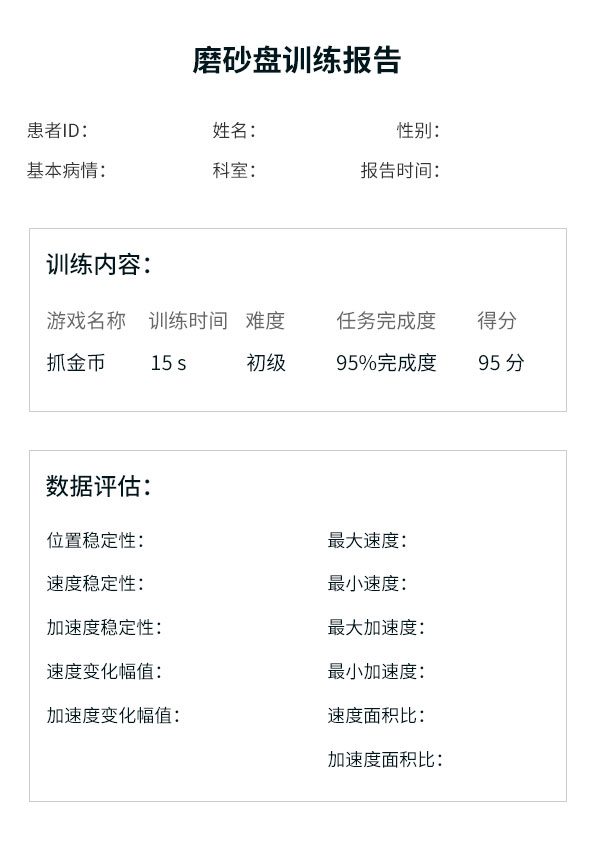 磨砂盘训练报告
患者ID： 姓名： 性别：
基本病情： 科室： 报告时间：
训练内容：
游戏名称 训练时间 难度 任务完成度 得分
抓金币 15 s 初级 95%完成度 95 分
数据评估：
位置稳定性： 最大速度：
速度稳定性： 最小速度：
加速度稳定性： 最大加速度：
速度变化幅值： 最小加速度：
加速度变化幅值： 速度面积比：
加速度面积比：